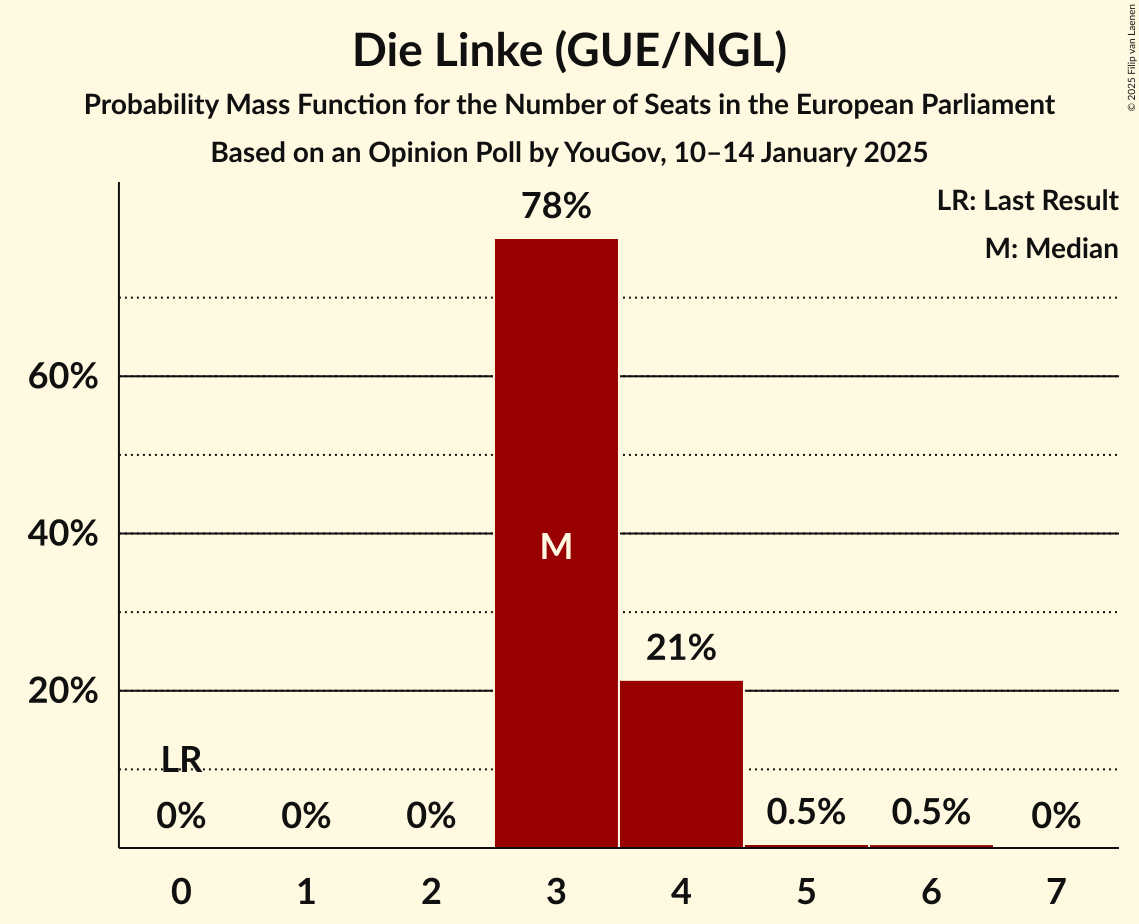 Die Linke (GUE/NGL)
Probability Mass Function for the Number of Seats in the European Parliament
Based on an Opinion Poll by YouGov, 10–14 January 2025
© 2025 Filip van Laenen
LR: Last Result
M: Median
78%
60%
40%
20%
M
21%
LR
0%
0%
0%
0.5%
0.5%
0%
0
1
2
3
4
5
6
7